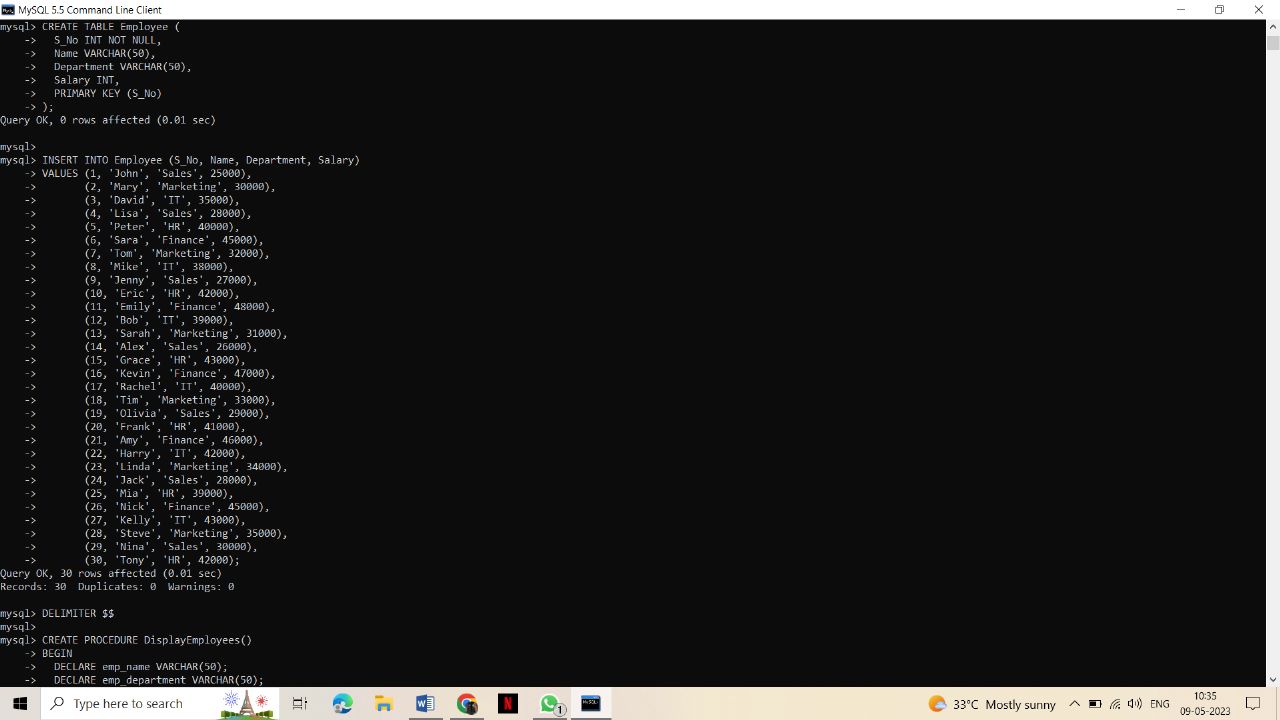 MySQL 5.5 Command Line Client
mysql> CREATE TABLE Employee (
    ->   S_No INT NOT NULL,
    ->   Name VARCHAR(50),
    ->   Department VARCHAR(50),
    ->   Salary INT,
    ->   PRIMARY KEY (S_No)
    -> );
Query OK, 0 rows affected (0.01 sec)
mysql>
mysql> INSERT INTO Employee (S_No, Name, Department, Salary)
    -> VALUES (1, 'John', 'Sales', 25000),
    ->        (2, 'Mary', 'Marketing', 30000),
    ->        (3, 'David', 'IT', 35000),
    ->        (4, 'Lisa', 'Sales', 28000),
    ->        (5, 'Peter', 'HR', 40000),
    ->        (6, 'Sara', 'Finance', 45000),
    ->        (7, 'Tom', 'Marketing', 32000),
    ->        (8, 'Mike', 'IT', 38000),
    ->        (9, 'Jenny', 'Sales', 27000),
    ->        (10, 'Eric', 'HR', 42000),
    ->        (11, 'Emily', 'Finance', 48000),
    ->        (12, 'Bob', 'IT', 39000),
    ->        (13, 'Sarah', 'Marketing', 31000),
    ->        (14, 'Alex', 'Sales', 26000),
    ->        (15, 'Grace', 'HR', 43000),
    ->        (16, 'Kevin', 'Finance', 47000),
    ->        (17, 'Rachel', 'IT', 40000),
    ->        (18, 'Tim', 'Marketing', 33000),
    ->        (19, 'Olivia', 'Sales', 29000),
    ->        (20, 'Frank', 'HR', 41000),
    ->        (21, 'Amy', 'Finance', 46000),
    ->        (22, 'Harry', 'IT', 42000),
    ->        (23, 'Linda', 'Marketing', 34000),
    ->        (24, 'Jack', 'Sales', 28000),
    ->        (25, 'Mia', 'HR', 39000),
    ->        (26, 'Nick', 'Finance', 45000),
    ->        (27, 'Kelly', 'IT', 43000),
    ->        (28, 'Steve', 'Marketing', 35000),
    ->        (29, 'Nina', 'Sales', 30000),
    ->        (30, 'Tony', 'HR', 42000);
Query OK, 30 rows affected (0.01 sec)
Records: 30  Duplicates: 0  Warnings: 0
mysql> DELIMITER $$
mysql>
mysql> CREATE PROCEDURE DisplayEmployees()
    -> BEGIN
    ->   DECLARE emp_name VARCHAR(50);
    ->   DECLARE emp_department VARCHAR(50);
Type here to search
1
33°C Mostly sunny
ENG
10:35
09-05-2023